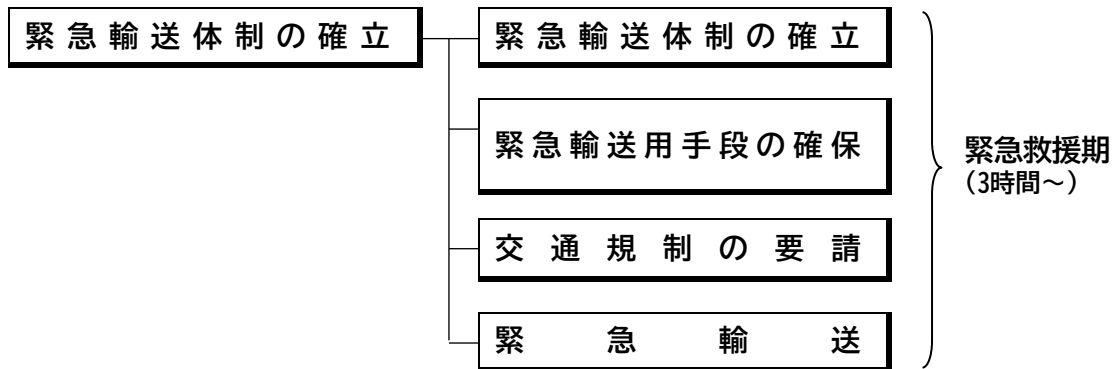 緊急輸送体制の確立
緊急輸送体制の確立
緊急輸送用手段の確保
交通規制の要請
緊急輸送
緊急救援期
（3時間～）